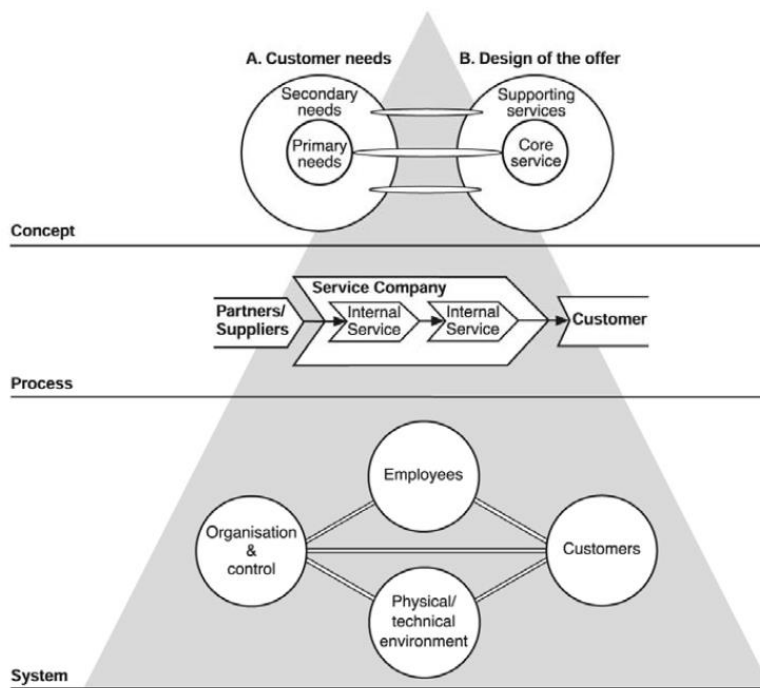 A. Customer needs
B. Design of the offer
Secondary
needs
Primary
needs
Supporting
services
Core
service
Concept
Service Company
Partners/
Suppliers
Internal
Service
Internal
Service
Customer
Process
Employees
Organisation
&
control
Customers
Physical/
technical
environment
System